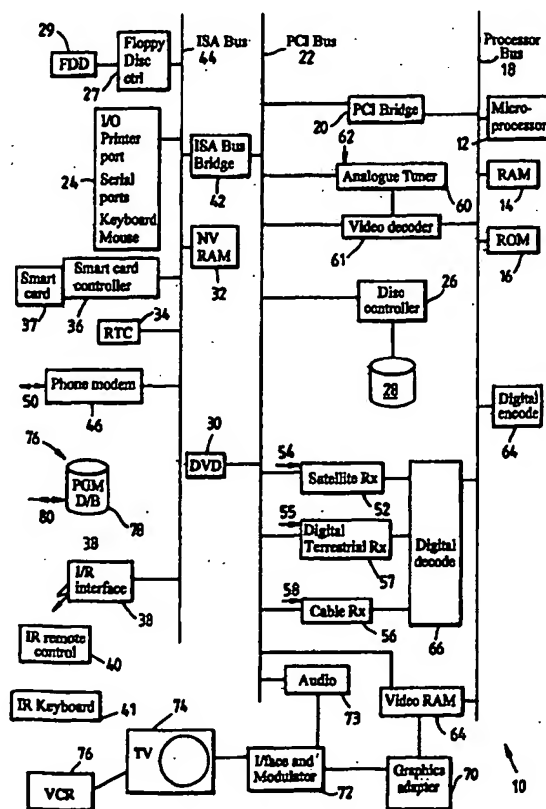 29
FDD
Floppy
Disc
ctrl
27
ISA Bus
44
PCI Bus
22
Processor
Bus
18
I/O
Printer
port
24
Serial
ports
Keyboard
Mouse
ISA Bus
Bridge
42
PCI Bridge
20
62
Micro-
processor
12
Analogue Tuner
60
RAM
14
Video decoder
61
ROM
16
NV
RAM
32
Smart card
controller
36
Smart
card
37
Disc
controller
26
28
RTC
34
Phone modem
50
46
Digital
encode
64
DVD
30
76
PGM
D/B
80
78
54
Satellite Rx
52
55
Digital
Terrestrial Rx
57
58
Cable Rx
56
Digital
decode
66
38
I/R
interface
38
IR remote
control
40
IR Keyboard
41
Audio
73
Video RAM
64
74
TV
76
VCR
I/face and
Modulator
72
Graphics
adapter
70
10